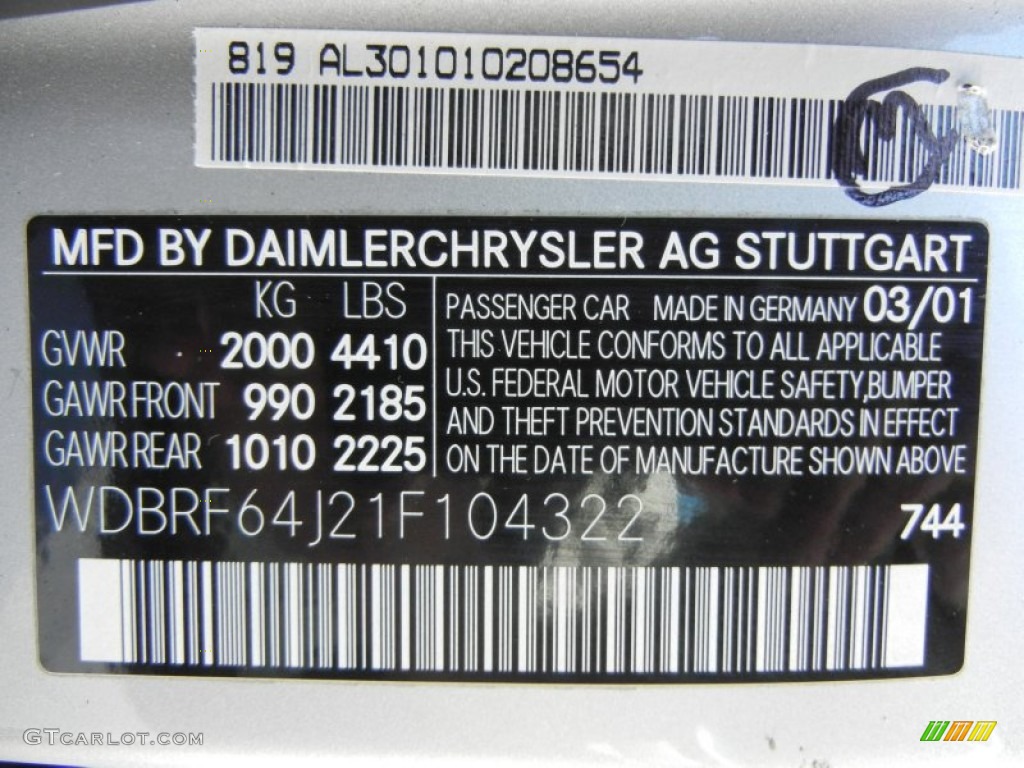 819 AL301010208654
MFD BY DAIMLERCHRYSLER AG STUTTGART
KG LBS
GVWR 2000 4410
GAWR FRONT 990 2185
GAWR REAR 1010 2225
PASSENGER CAR MADE IN GERMANY 03/01
THIS VEHICLE CONFORMS TO ALL APPLICABLE
U.S. FEDERAL MOTOR VEHICLE SAFETY,BUMPER
AND THEFT PREVENTION STANDARDS IN EFFECT
ON THE DATE OF MANUFACTURE SHOWN ABOVE
WDBRF64J21F104322 744
GTCARLOT.COM